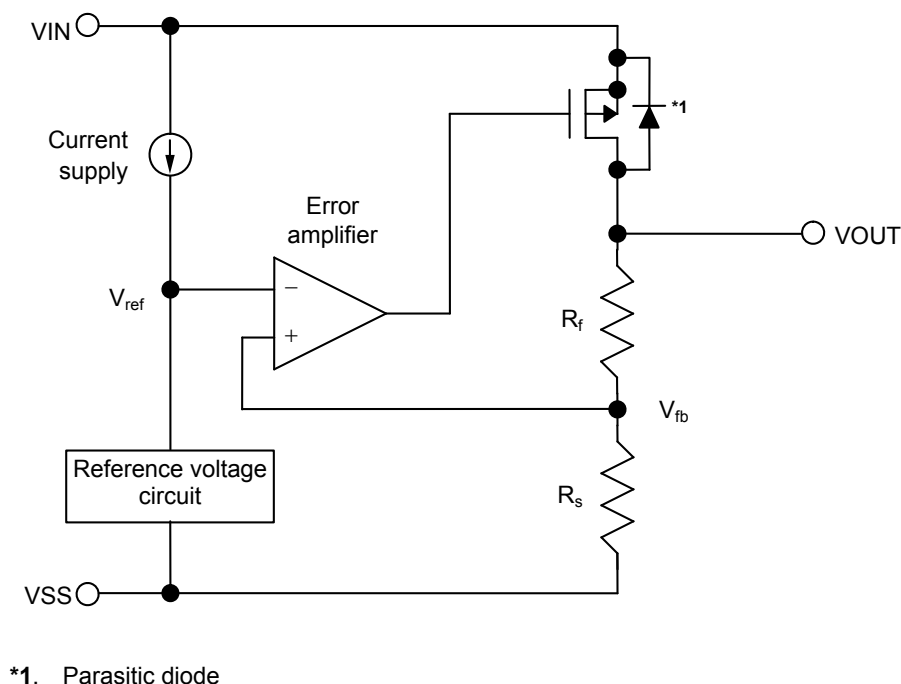 VIN
*1
Current
supply
Error
amplifier
VOUT
Vref
−
+
Rf
Vfb
Reference voltage
circuit
Rs
VSS
*1. Parasitic diode